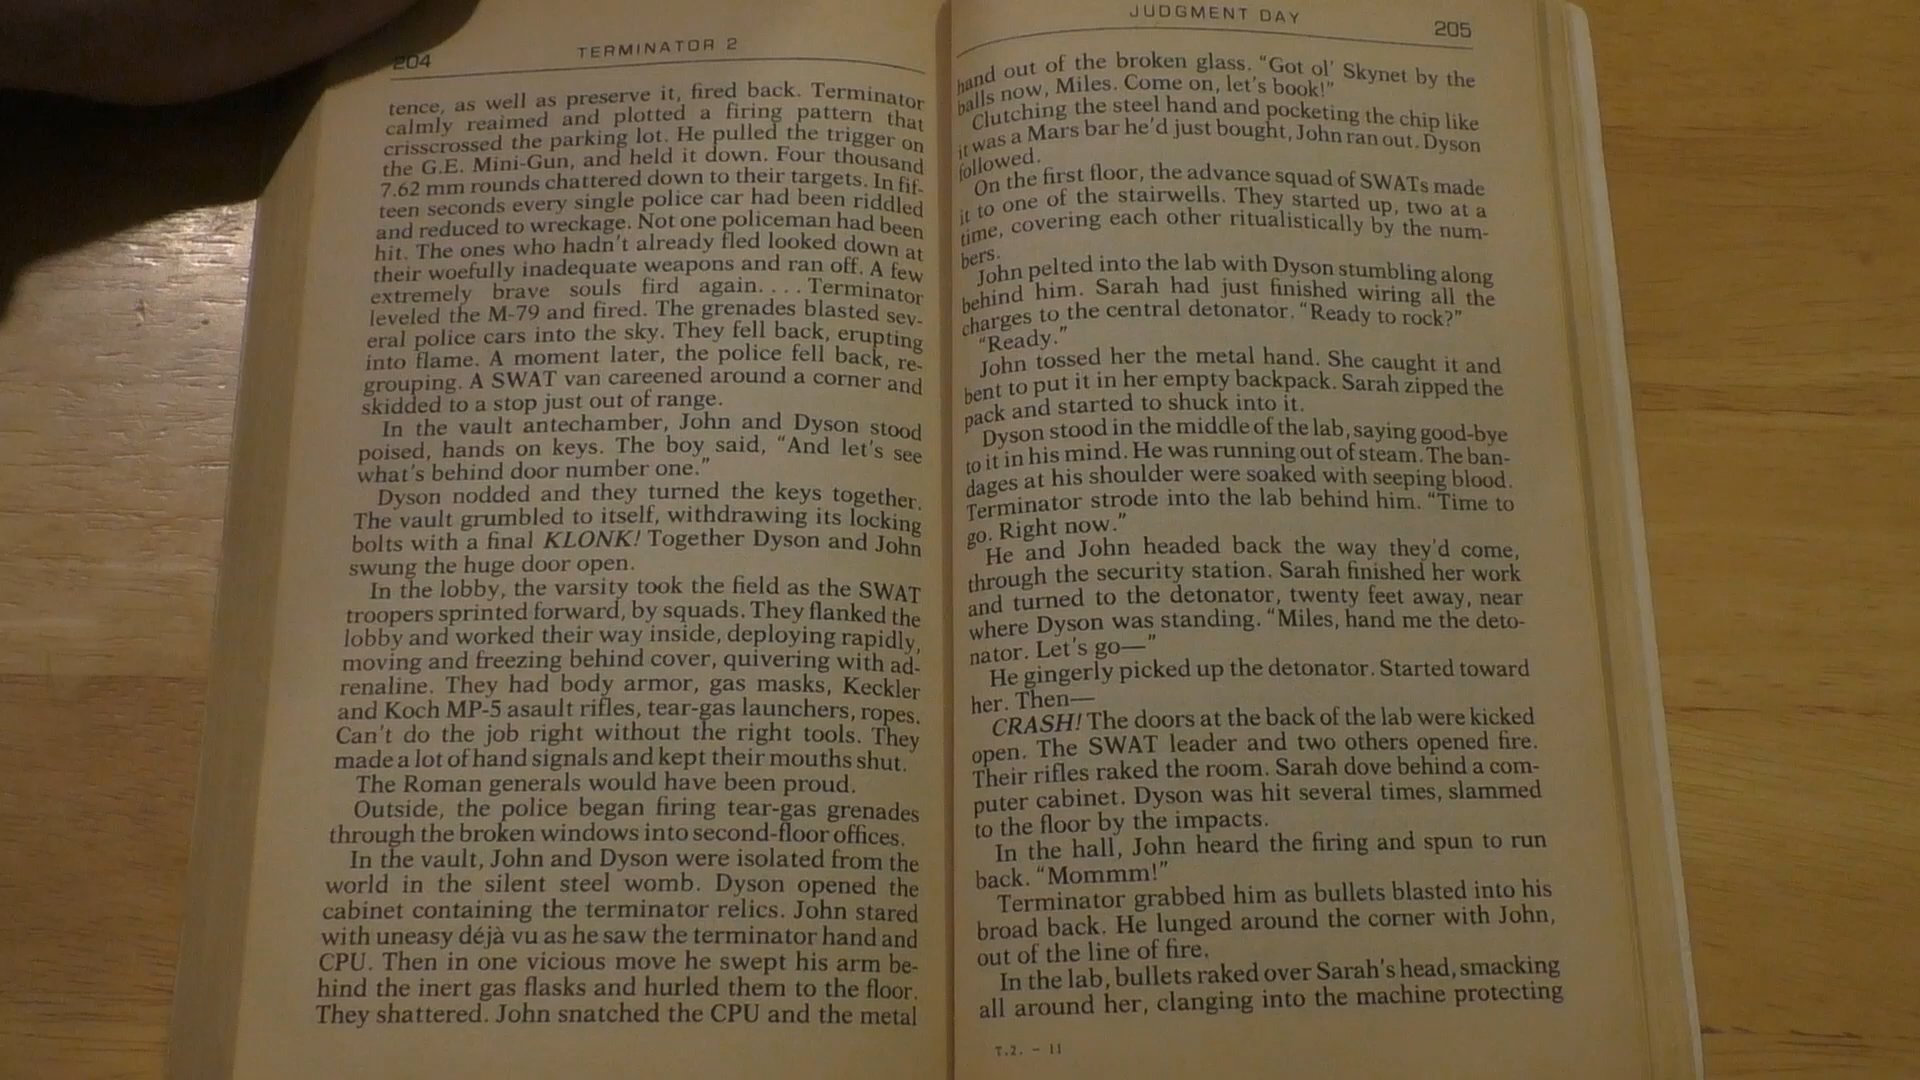 204
TERMINATOR 2
tence, as well as preserve it, fired back. Terminator
calmly reaimed and plotted a firing pattern that
crisscrossed the parking lot. He pulled the trigger on
the G.E. Mini-Gun, and held it down. Four thousand
7.62 mm rounds chattered down to their targets. In fif-
teen seconds every single police car had been riddled
and reduced to wreckage. Not one policeman had been
hit. The ones who hadn't already fled looked down at
their woefully inadequate weapons and ran off. A few
extremely brave souls fird again. . . . Terminator
leveled the M-79 and fired. The grenades blasted sev-
eral police cars into the sky. They fell back, erupting
into flame. A moment later, the police fell back, re-
grouping. A SWAT van careened around a corner and
skidded to a stop just out of range.
In the vault antechamber, John and Dyson stood
poised, hands on keys. The boy said, “And let's see
what's behind door number one.”
Dyson nodded and they turned the keys together.
The vault grumbled to itself, withdrawing its locking
bolts with a final KLONK! Together Dyson and John
swung the huge door open.
In the lobby, the varsity took the field as the SWAT
troopers sprinted forward, by squads. They flanked the
lobby and worked their way inside, deploying rapidly,
moving and freezing behind cover, quivering with ad-
renaline. They had body armor, gas masks, Keckler
and Koch MP-5 asault rifles, tear-gas launchers, ropes.
Can't do the job right without the right tools. They
made a lot of hand signals and kept their mouths shut.
The Roman generals would have been proud.
Outside, the police began firing tear-gas grenades
through the broken windows into second-floor offices.
In the vault, John and Dyson were isolated from the
world in the silent steel womb. Dyson opened the
cabinet containing the terminator relics. John stared
with uneasy déjà vu as he saw the terminator hand and
CPU. Then in one vicious move he swept his arm be-
hind the inert gas flasks and hurled them to the floor.
They shattered. John snatched the CPU and the metal
JUDGMENT DAY
205
hand out of the broken glass. “Got ol' Skynet by the
balls now, Miles. Come on, let's book!”
Clutching the steel hand and pocketing the chip like
it was a Mars bar he'd just bought, John ran out. Dyson
followed.
On the first floor, the advance squad of SWATs made
it to one of the stairwells. They started up, two at a
time, covering each other ritualistically by the num-
bers.
John pelted into the lab with Dyson stumbling along
behind him. Sarah had just finished wiring all the
charges to the central detonator. “Ready to rock?”
“Ready.”
John tossed her the metal hand. She caught it and
bent to put it in her empty backpack. Sarah zipped the
pack and started to shuck into it.
Dyson stood in the middle of the lab, saying good-bye
to it in his mind. He was running out of steam. The ban-
dages at his shoulder were soaked with seeping blood.
Terminator strode into the lab behind him. “Time to
go. Right now.”
He and John headed back the way they'd come,
through the security station. Sarah finished her work
and turned to the detonator, twenty feet away, near
where Dyson was standing. “Miles, hand me the deto-
nator. Let's go—”
He gingerly picked up the detonator. Started toward
her. Then—
CRASH! The doors at the back of the lab were kicked
open. The SWAT leader and two others opened fire.
Their rifles raked the room. Sarah dove behind a com-
puter cabinet. Dyson was hit several times, slammed
to the floor by the impacts.
In the hall, John heard the firing and spun to run
back. “Mommm!”
Terminator grabbed him as bullets blasted into his
broad back. He lunged around the corner with John,
out of the line of fire.
In the lab, bullets raked over Sarah's head, smacking
all around her, clanging into the machine protecting
T.2. - 11